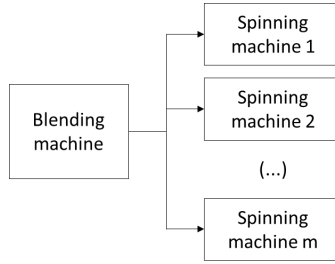 Blending
machine
Spinning
machine 1
Spinning
machine 2
(...)
Spinning
machine m